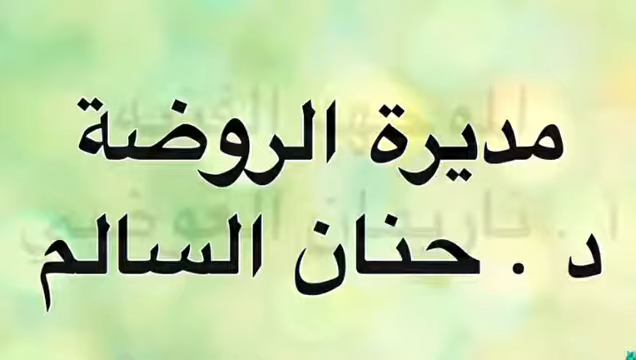 مديرة الروضة
د . حنان السالم